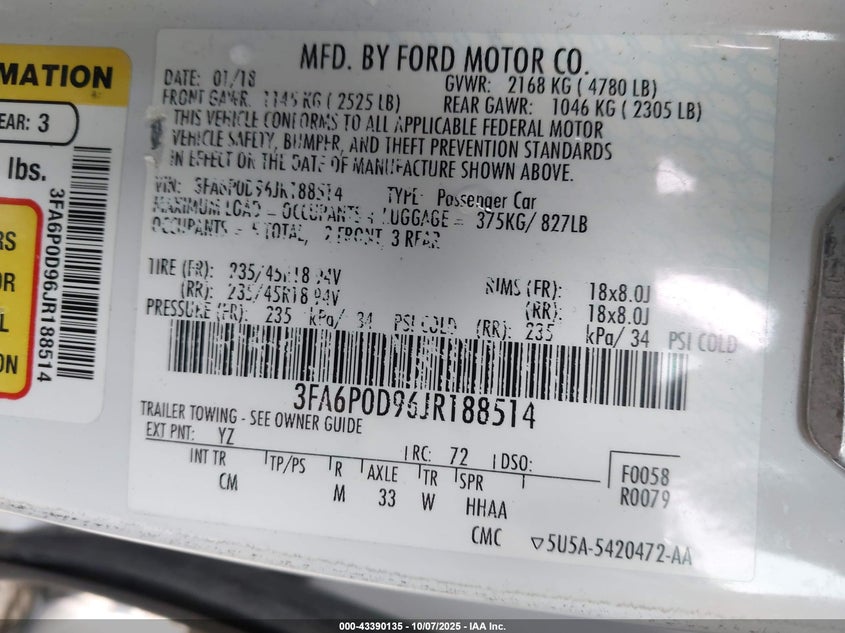 MATION
EAR: 3
lbs.
RS
OR
L
ON
3FA6P0D96JR188514
MFD. BY FORD MOTOR CO.
DATE: 01/18 GVWR: 2168 KG ( 4780 LB)
FRONT GAWR: 1145 KG ( 2525 LB) REAR GAWR: 1046 KG ( 2305 LB)
THIS VEHICLE CONFORMS TO ALL APPLICABLE FEDERAL MOTOR
VEHICLE SAFETY, BUMPER, AND THEFT PREVENTION STANDARDS
IN EFFECT ON THE DATE OF MANUFACTURE SHOWN ABOVE.
VIN: 3FA6P0D96JR188514 TYPE: Passenger Car
MAXIMUM LOAD = OCCUPANTS + LUGGAGE = 375KG/ 827LB
OCCUPANTS = 5 TOTAL, 2 FRONT, 3 REAR
TIRE (FR): 235/45R18 94V RIMS (FR): 18x8.0J
(RR): 235/45R18 94V (RR): 18x8.0J
PRESSURE (FR): 235 kPa/ 34 PSI COLD (RR): 235 kPa/ 34 PSI COLD
3FA6P0D96JR188514
TRAILER TOWING - SEE OWNER GUIDE
EXT PNT: YZ RC: 72 DSO:
INT TR TP/PS R AXLE TR SPR F0058
CM M 33 W HHAA R0079
CMC 5U5A-5420472-AA
000-43390135 - 10/07/2025 - IAA Inc.